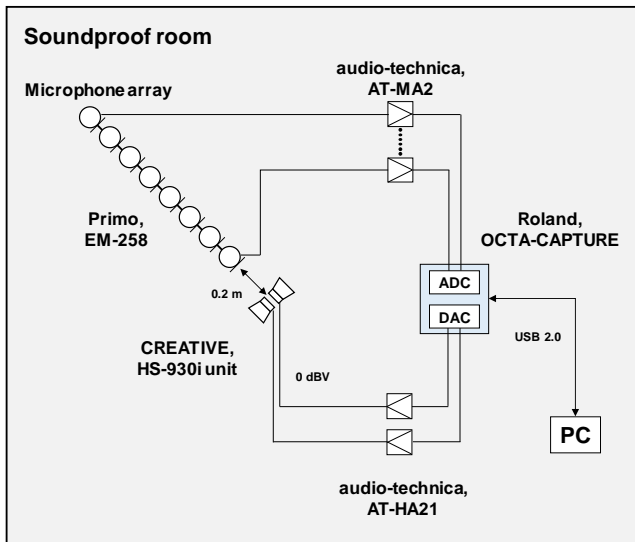 Soundproof room
audio-technica,
AT-MA2
Microphone array
Primo,
EM-258
Roland,
OCTA-CAPTURE
ADC
DAC
0.2 m
USB 2.0
CREATIVE,
HS-930i unit
0 dBV
PC
audio-technica,
AT-HA21